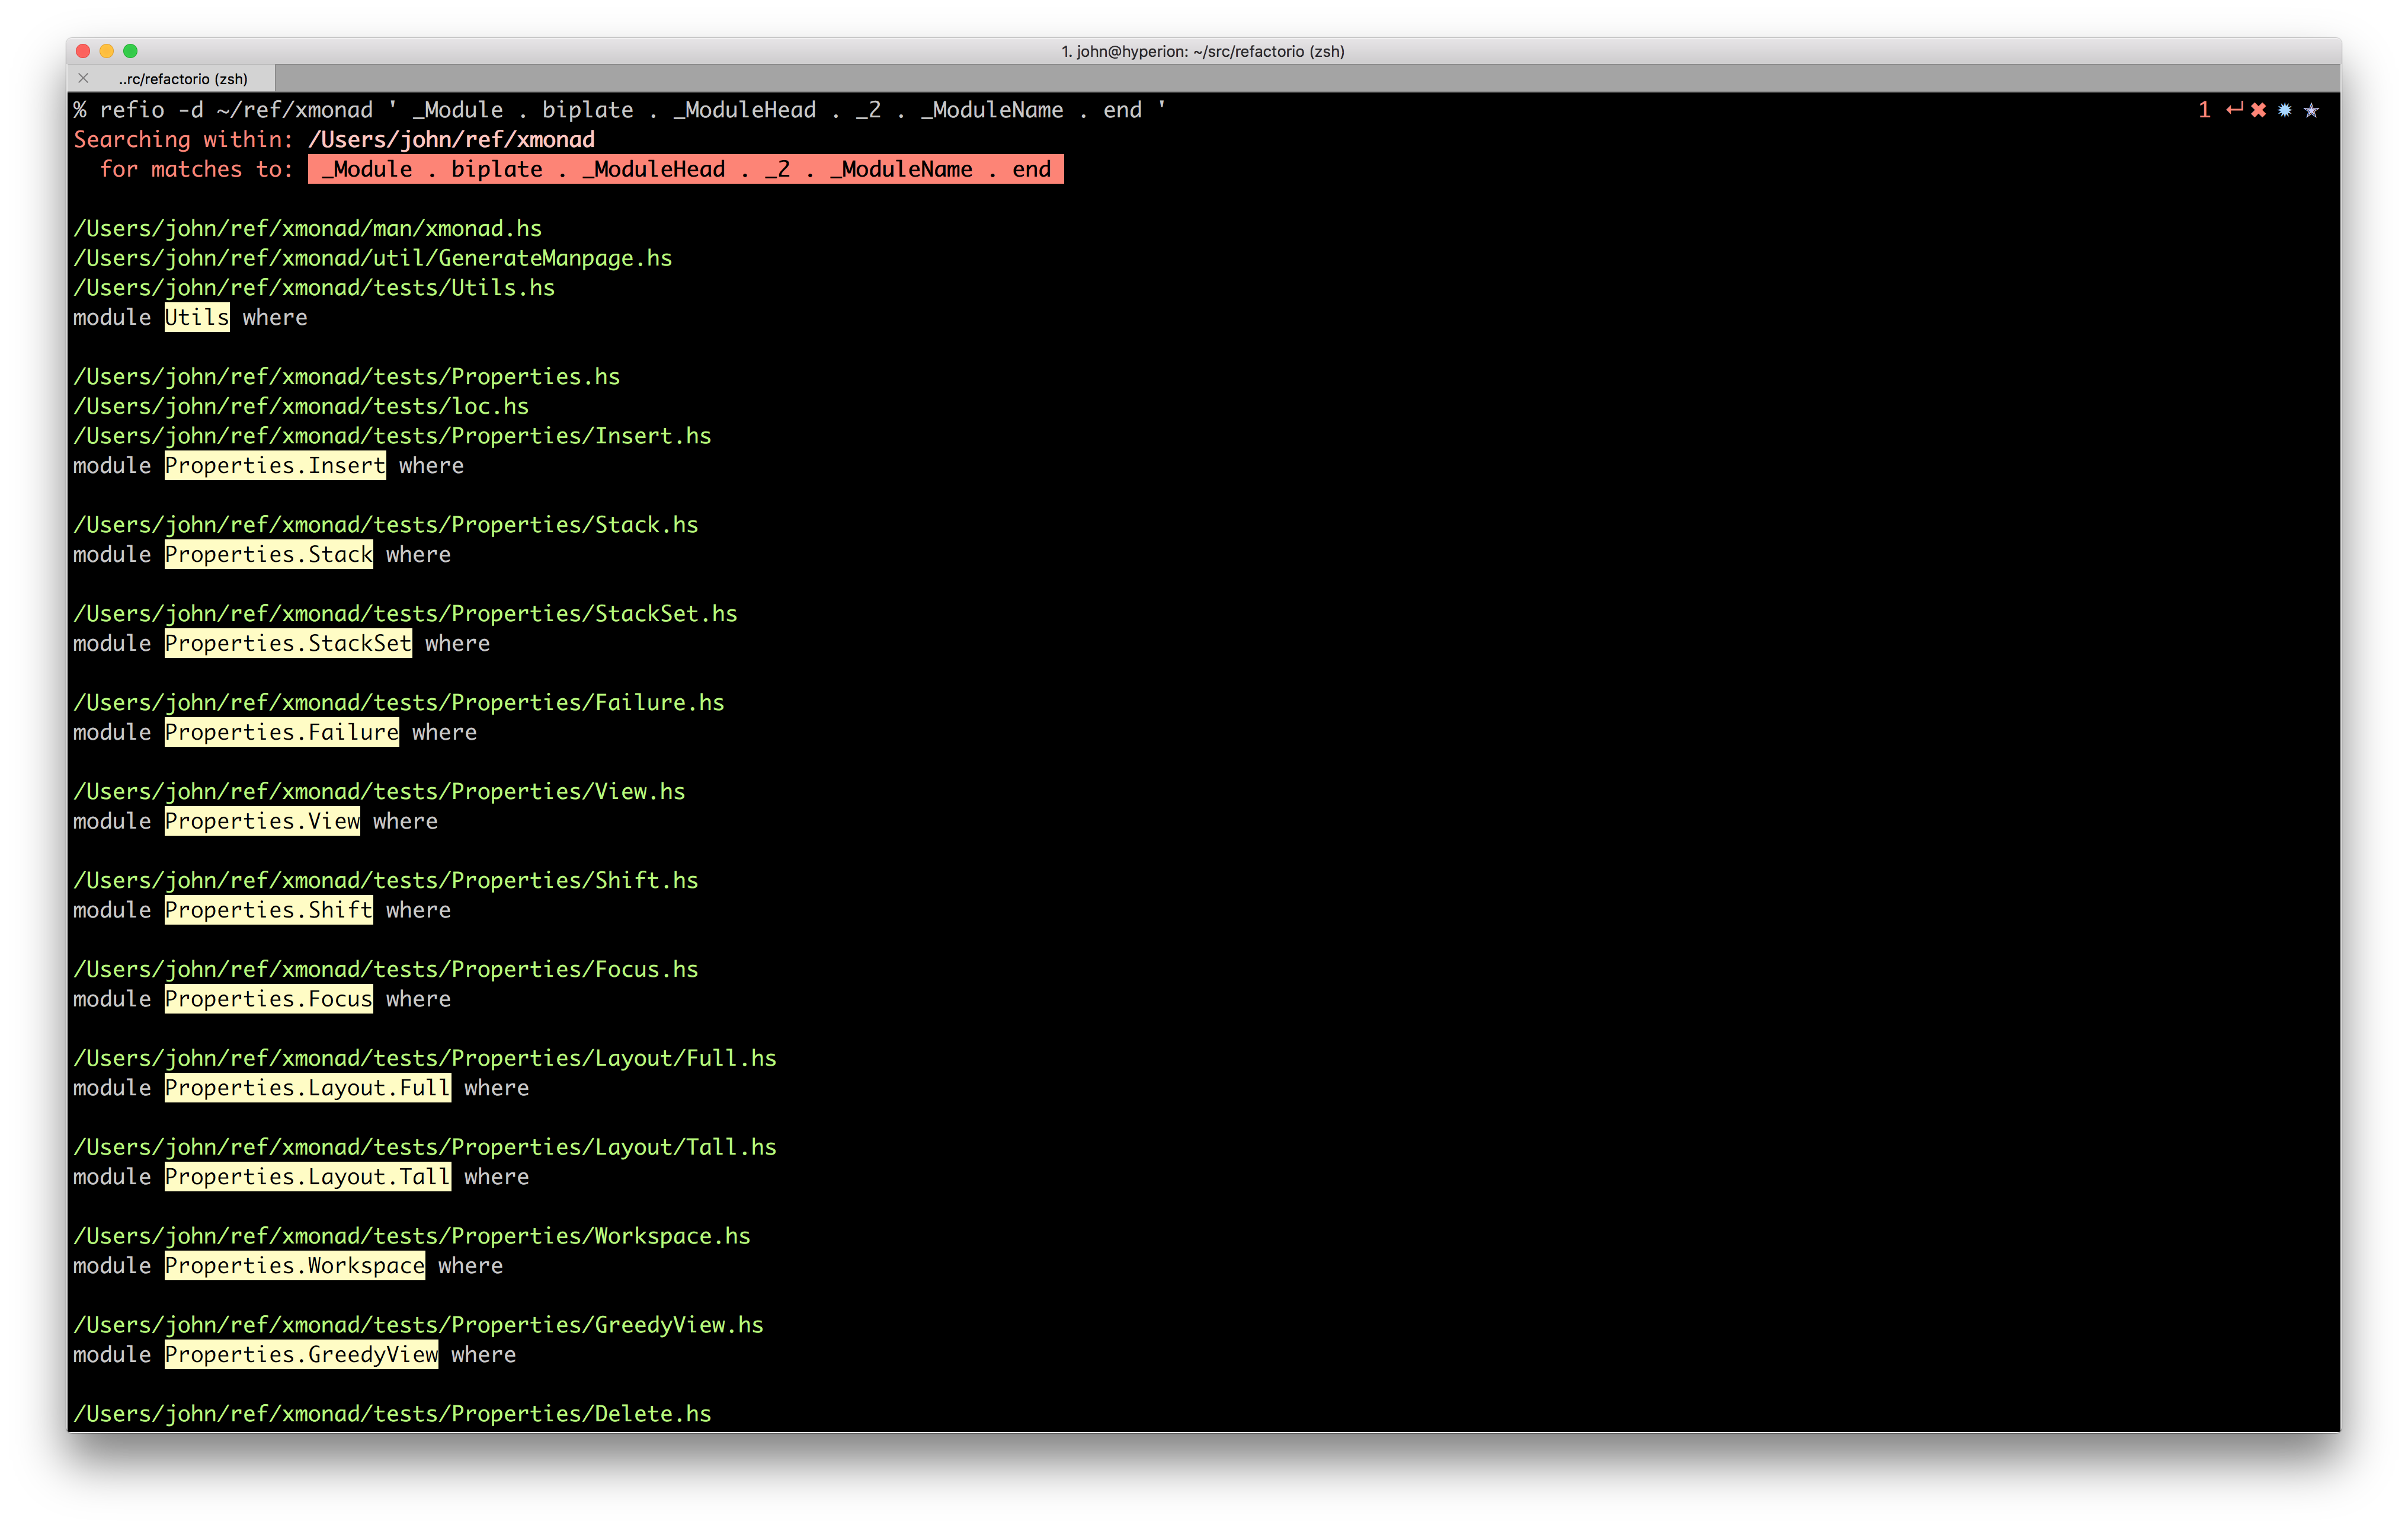 1. john@hyperion: ~/src/refactorio (zsh)
..rc/refactorio (zsh)
% refio -d ~/ref/xmonad ' _Module . biplate . _ModuleHead . _2 . _ModuleName . end ' 1 ↵ ✖ ✹ ✭
Searching within: /Users/john/ref/xmonad
for matches to: _Module . biplate . _ModuleHead . _2 . _ModuleName . end
/Users/john/ref/xmonad/man/xmonad.hs
/Users/john/ref/xmonad/util/GenerateManpage.hs
/Users/john/ref/xmonad/tests/Utils.hs
module Utils where
/Users/john/ref/xmonad/tests/Properties.hs
/Users/john/ref/xmonad/tests/loc.hs
/Users/john/ref/xmonad/tests/Properties/Insert.hs
module Properties.Insert where
/Users/john/ref/xmonad/tests/Properties/Stack.hs
module Properties.Stack where
/Users/john/ref/xmonad/tests/Properties/StackSet.hs
module Properties.StackSet where
/Users/john/ref/xmonad/tests/Properties/Failure.hs
module Properties.Failure where
/Users/john/ref/xmonad/tests/Properties/View.hs
module Properties.View where
/Users/john/ref/xmonad/tests/Properties/Shift.hs
module Properties.Shift where
/Users/john/ref/xmonad/tests/Properties/Focus.hs
module Properties.Focus where
/Users/john/ref/xmonad/tests/Properties/Layout/Full.hs
module Properties.Layout.Full where
/Users/john/ref/xmonad/tests/Properties/Layout/Tall.hs
module Properties.Layout.Tall where
/Users/john/ref/xmonad/tests/Properties/Workspace.hs
module Properties.Workspace where
/Users/john/ref/xmonad/tests/Properties/GreedyView.hs
module Properties.GreedyView where
/Users/john/ref/xmonad/tests/Properties/Delete.hs